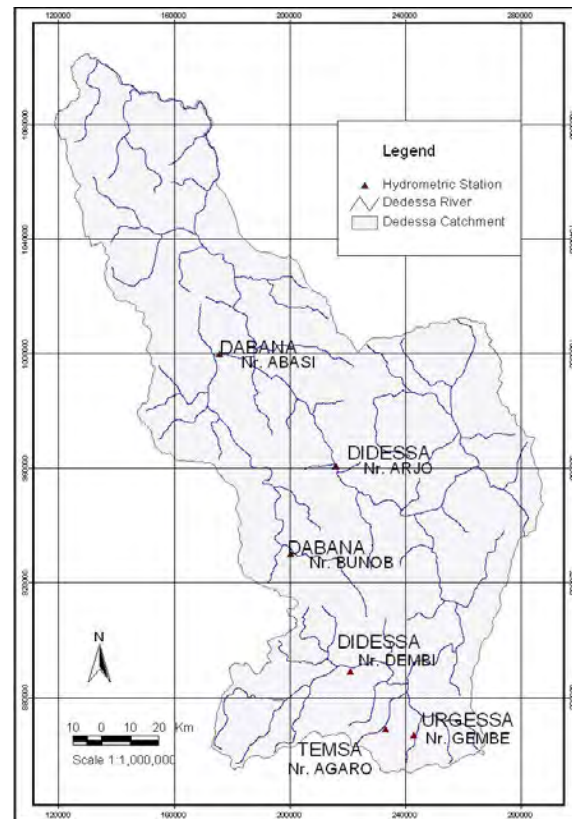 120000 160000 200000 240000 280000
Legend
Hydrometric Station
Dedessa River
Dedessa Catchment
DABANA
Nr. ABASI
DIDESSA
Nr. ARJO
DABANA
Nr. BUNOB
DIDESSA
Nr. DEMBI
N
URGESSA
Nr. GEMBE
TEMSA
Nr. AGARO
10 0 10 20 Km
Scale 1:1,000,000
120000 160000 200000 240000 280000